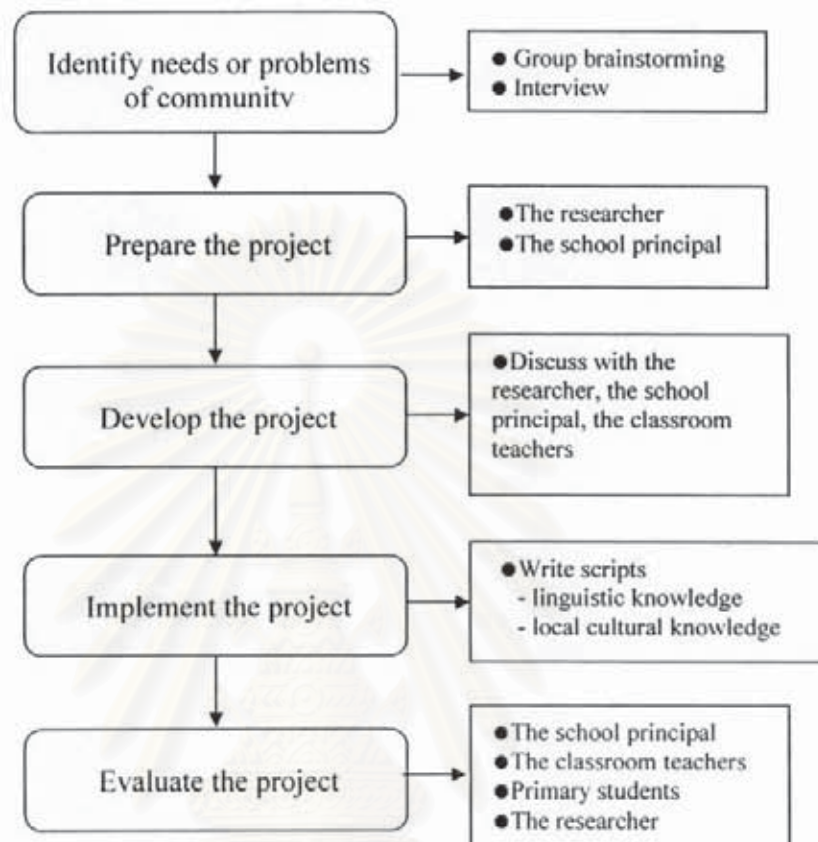 Identify needs or problems
of community
● Group brainstorming
● Interview
Prepare the project
●The researcher
●The school principal
Develop the project
●Discuss with the
researcher, the school
principal, the classroom
teachers
Implement the project
●Write scripts
- linguistic knowledge
- local cultural knowledge
Evaluate the project
●The school principal
●The classroom teachers
●Primary students
●The researcher